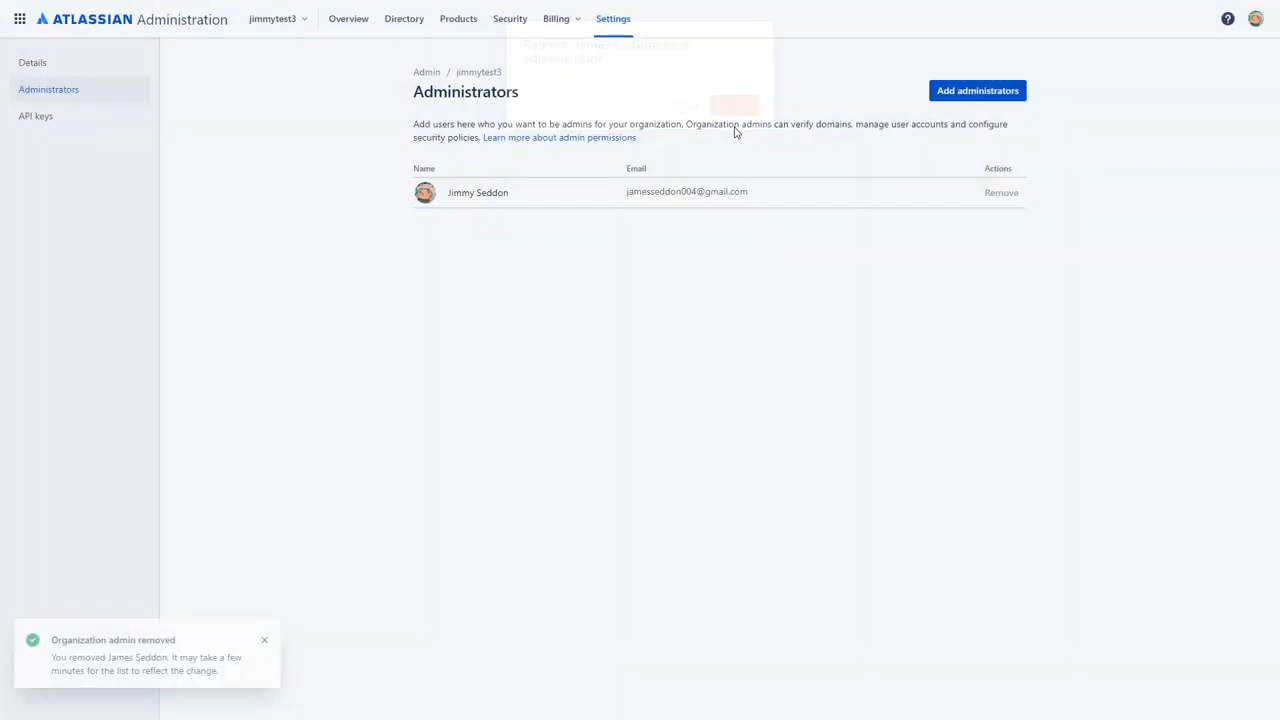 ATLASSIAN Administration
jimmytest3
Overview
Directory
Products
Security
Billing
Settings
?
Details
Administrators
API keys
Admin / jimmytest3
Administrators
Add administrators
Add users here who you want to be admins for your organization. Organization admins can verify domains, manage user accounts and configure
security policies. Learn more about admin permissions
Name
Email
Actions
Jimmy Seddon
jamesseddon004@gmail.com
Remove
Organization admin removed
You removed James Seddon. It may take a few
minutes for the list to reflect the change.